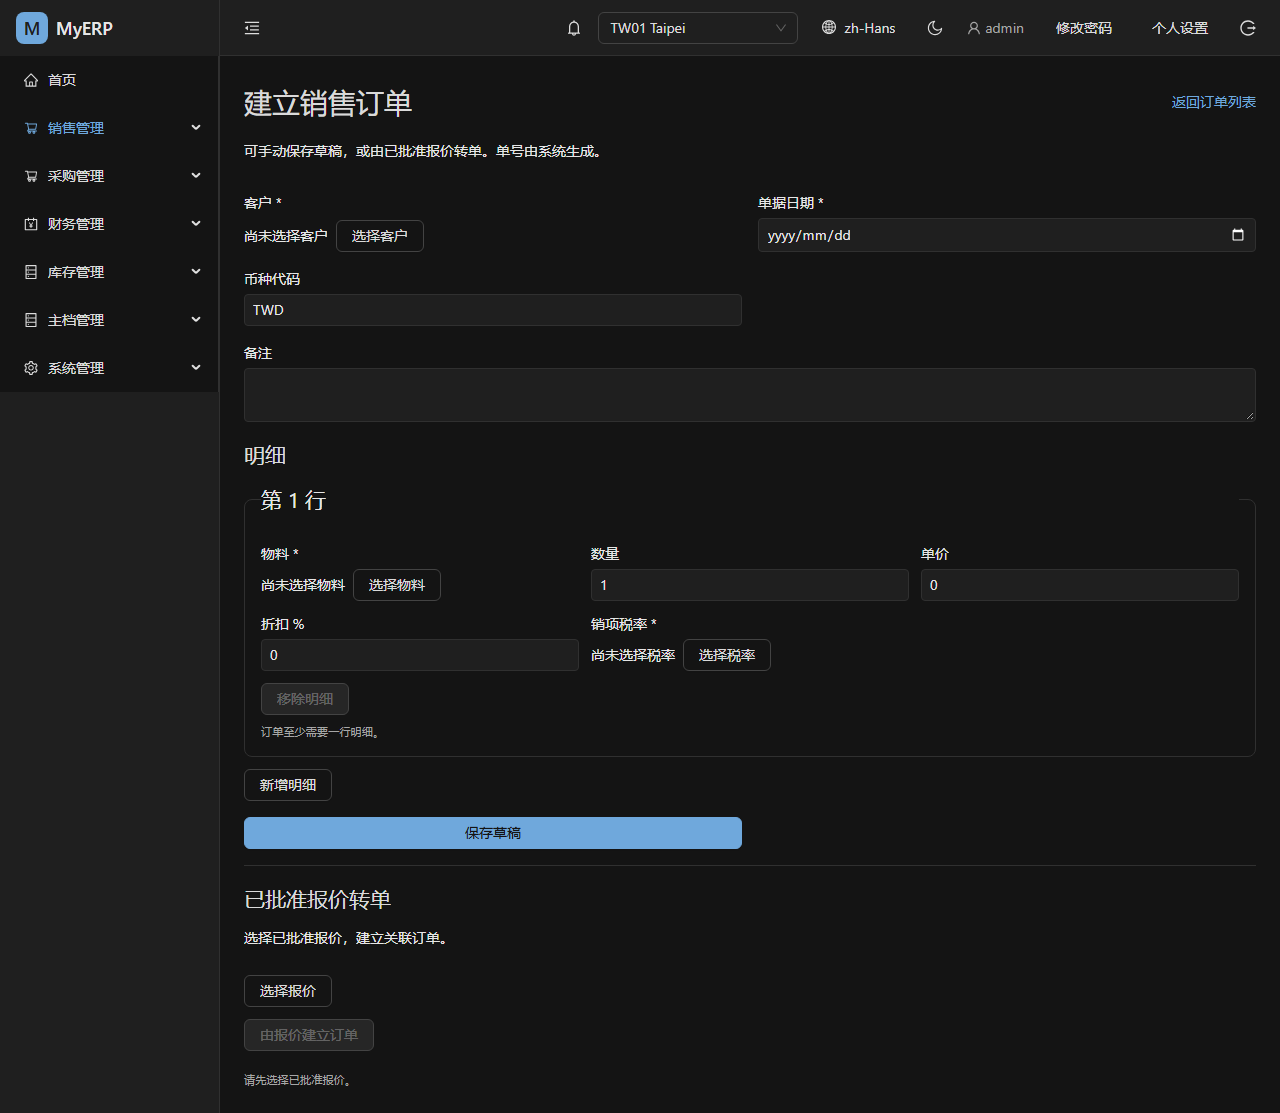 M MyERP
TW01 Taipei
zh-Hans
admin
修改密码
个人设置
首页
销售管理
采购管理
财务管理
库存管理
主档管理
系统管理
建立销售订单
返回订单列表
可手动保存草稿，或由已批准报价转单。单号由系统生成。
客户 *
单据日期 *
尚未选择客户 选择客户
yyyy/mm/dd
币种代码
TWD
备注
明细
第 1 行
物料 *
数量
单价
尚未选择物料 选择物料
1
0
折扣 %
销项税率 *
0
尚未选择税率 选择税率
移除明细
订单至少需要一行明细。
新增明细
保存草稿
已批准报价转单
选择已批准报价，建立关联订单。
选择报价
由报价建立订单
请先选择已批准报价。